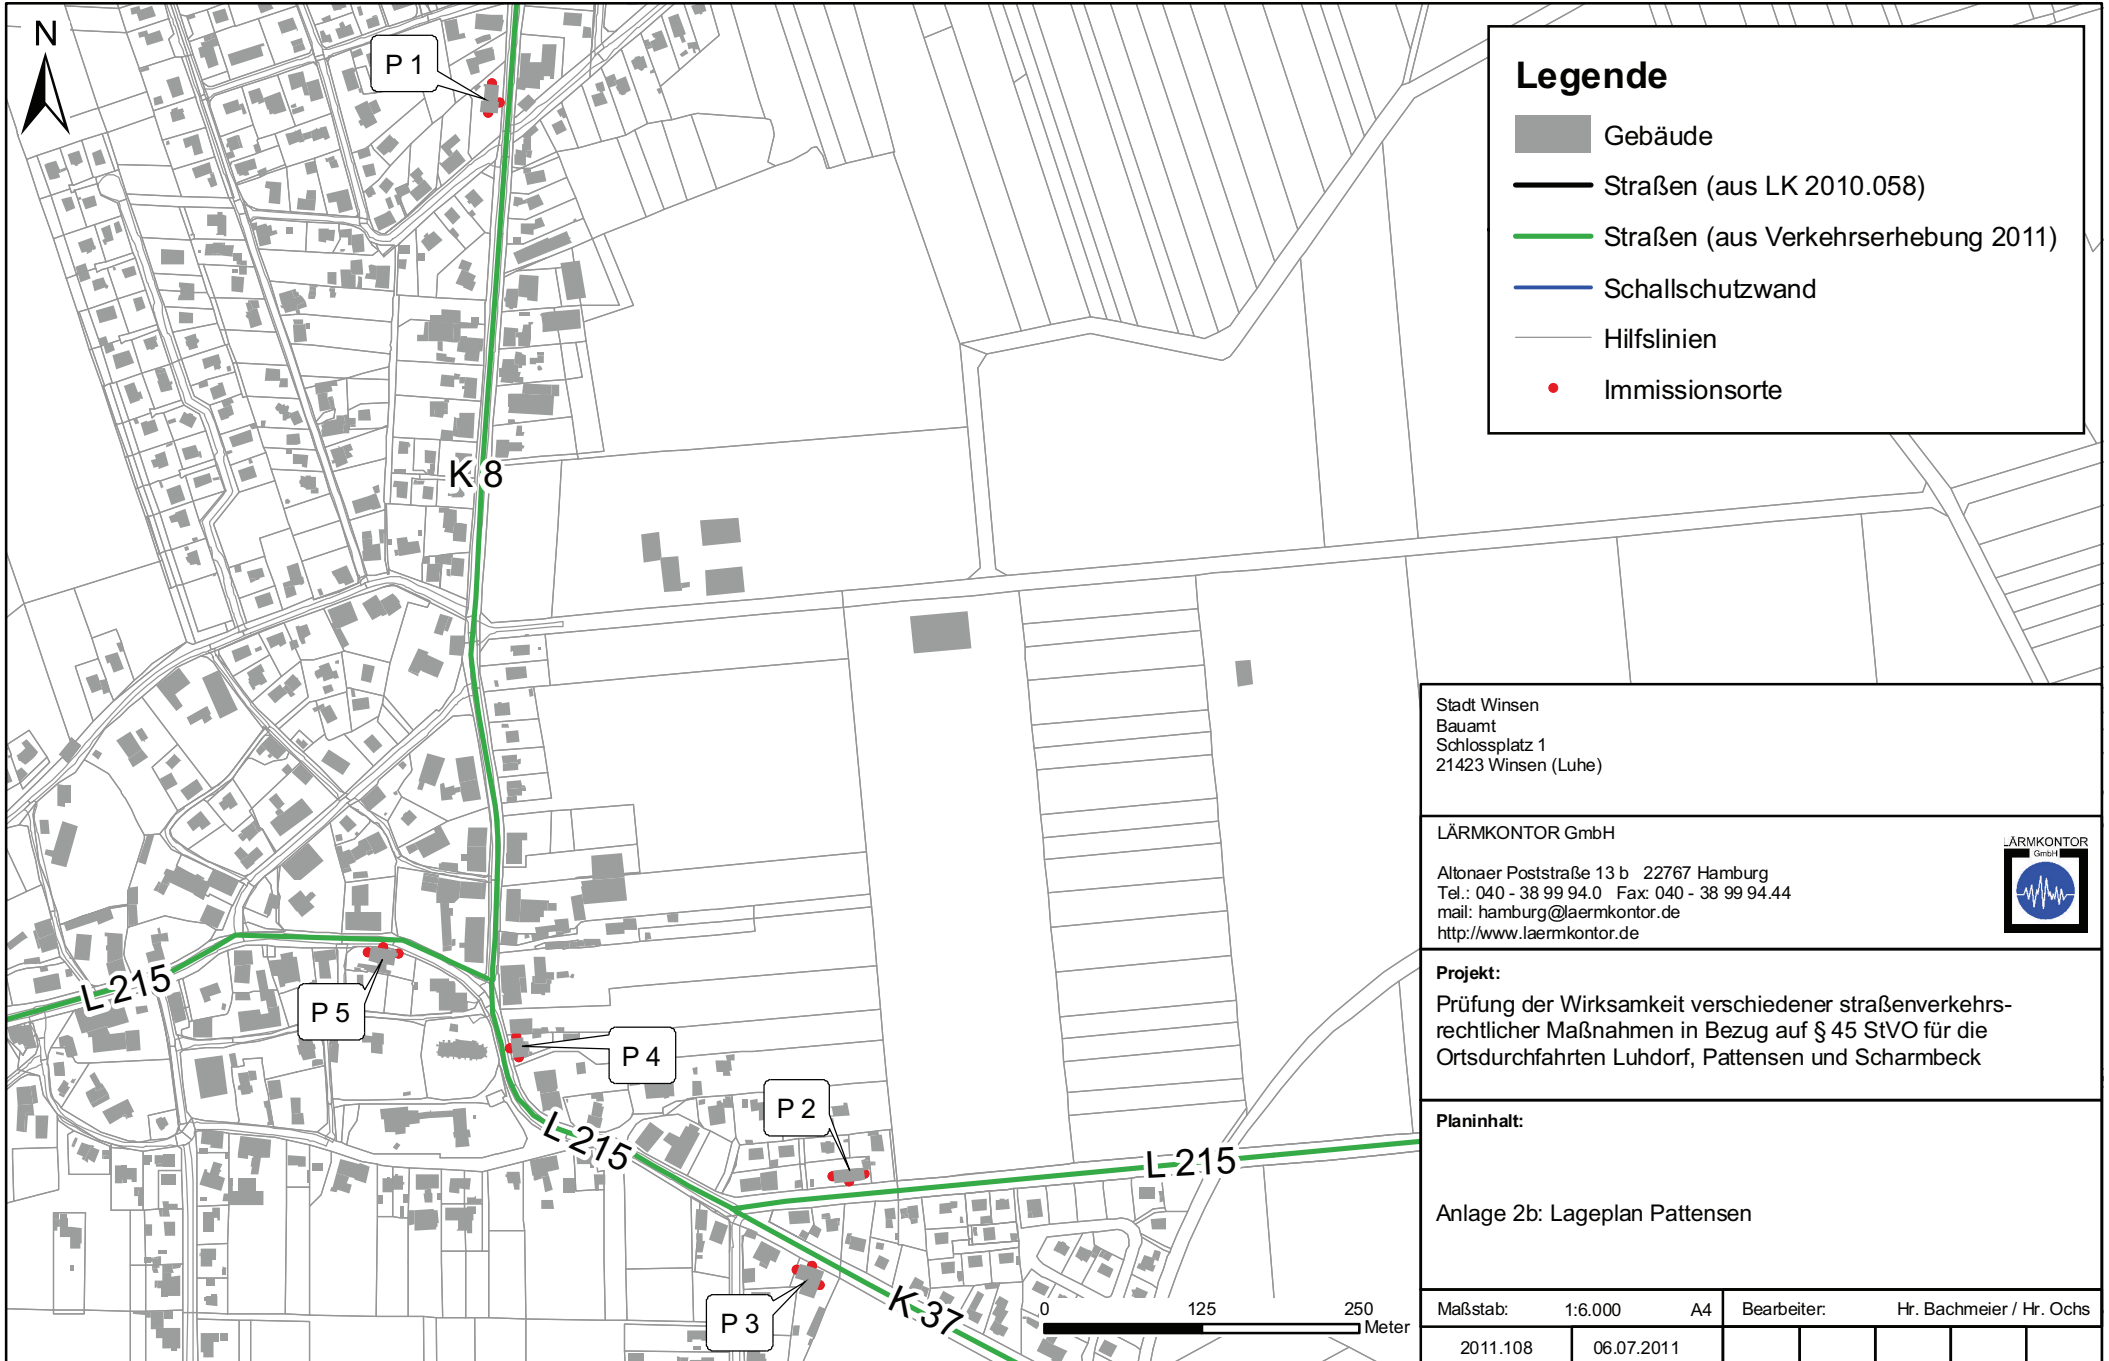 N
P 1
K 8
L 215
P 5
P 4
L 215
P 2
L 215
P 3
K 37
0 125 250
Meter
Legende
Gebäude
Straßen (aus LK 2010.058)
Straßen (aus Verkehrserhebung 2011)
Schallschutzwand
Hilfslinien
Immissionsorte
Stadt Winsen
Bauamt
Schlossplatz 1
21423 Winsen (Luhe)
LÄRMKONTOR GmbH
Altonaer Poststraße 13 b 22767 Hamburg
Tel.: 040 - 38 99 94.0 Fax: 040 - 38 99 94.44
mail: hamburg@laermkontor.de
http://www.laermkontor.de
LÄRMKONTOR
GmbH
Projekt:
Prüfung der Wirksamkeit verschiedener straßenverkehrs-
rechtlicher Maßnahmen in Bezug auf § 45 StVO für die
Ortsdurchfahrten Luhdorf, Pattensen und Scharmbeck
Planinhalt:
Anlage 2b: Lageplan Pattensen
Maßstab: 1:6.000 A4 Bearbeiter: Hr. Bachmeier / Hr. Ochs
2011.108 06.07.2011